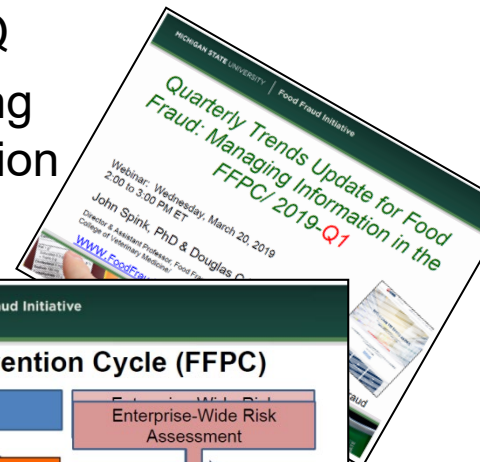 Q
ng
ion
MICHIGAN STATE UNIVERSITY | Food Fraud Initiative
Quarterly Trends Update for Food
Fraud: Managing Information in the
FFPC/ 2019-Q1
Webinar: Wednesday, March 20, 2019
2:00 to 3:00 PM ET
John Spink, PhD & Douglas
Director & Assistant Professor, Food
College of Veterinary Medicine/
www.FoodFrau
aud
aud Initiative
ention Cycle (FFPC)
Enterprise-Wide Risk
Assessment